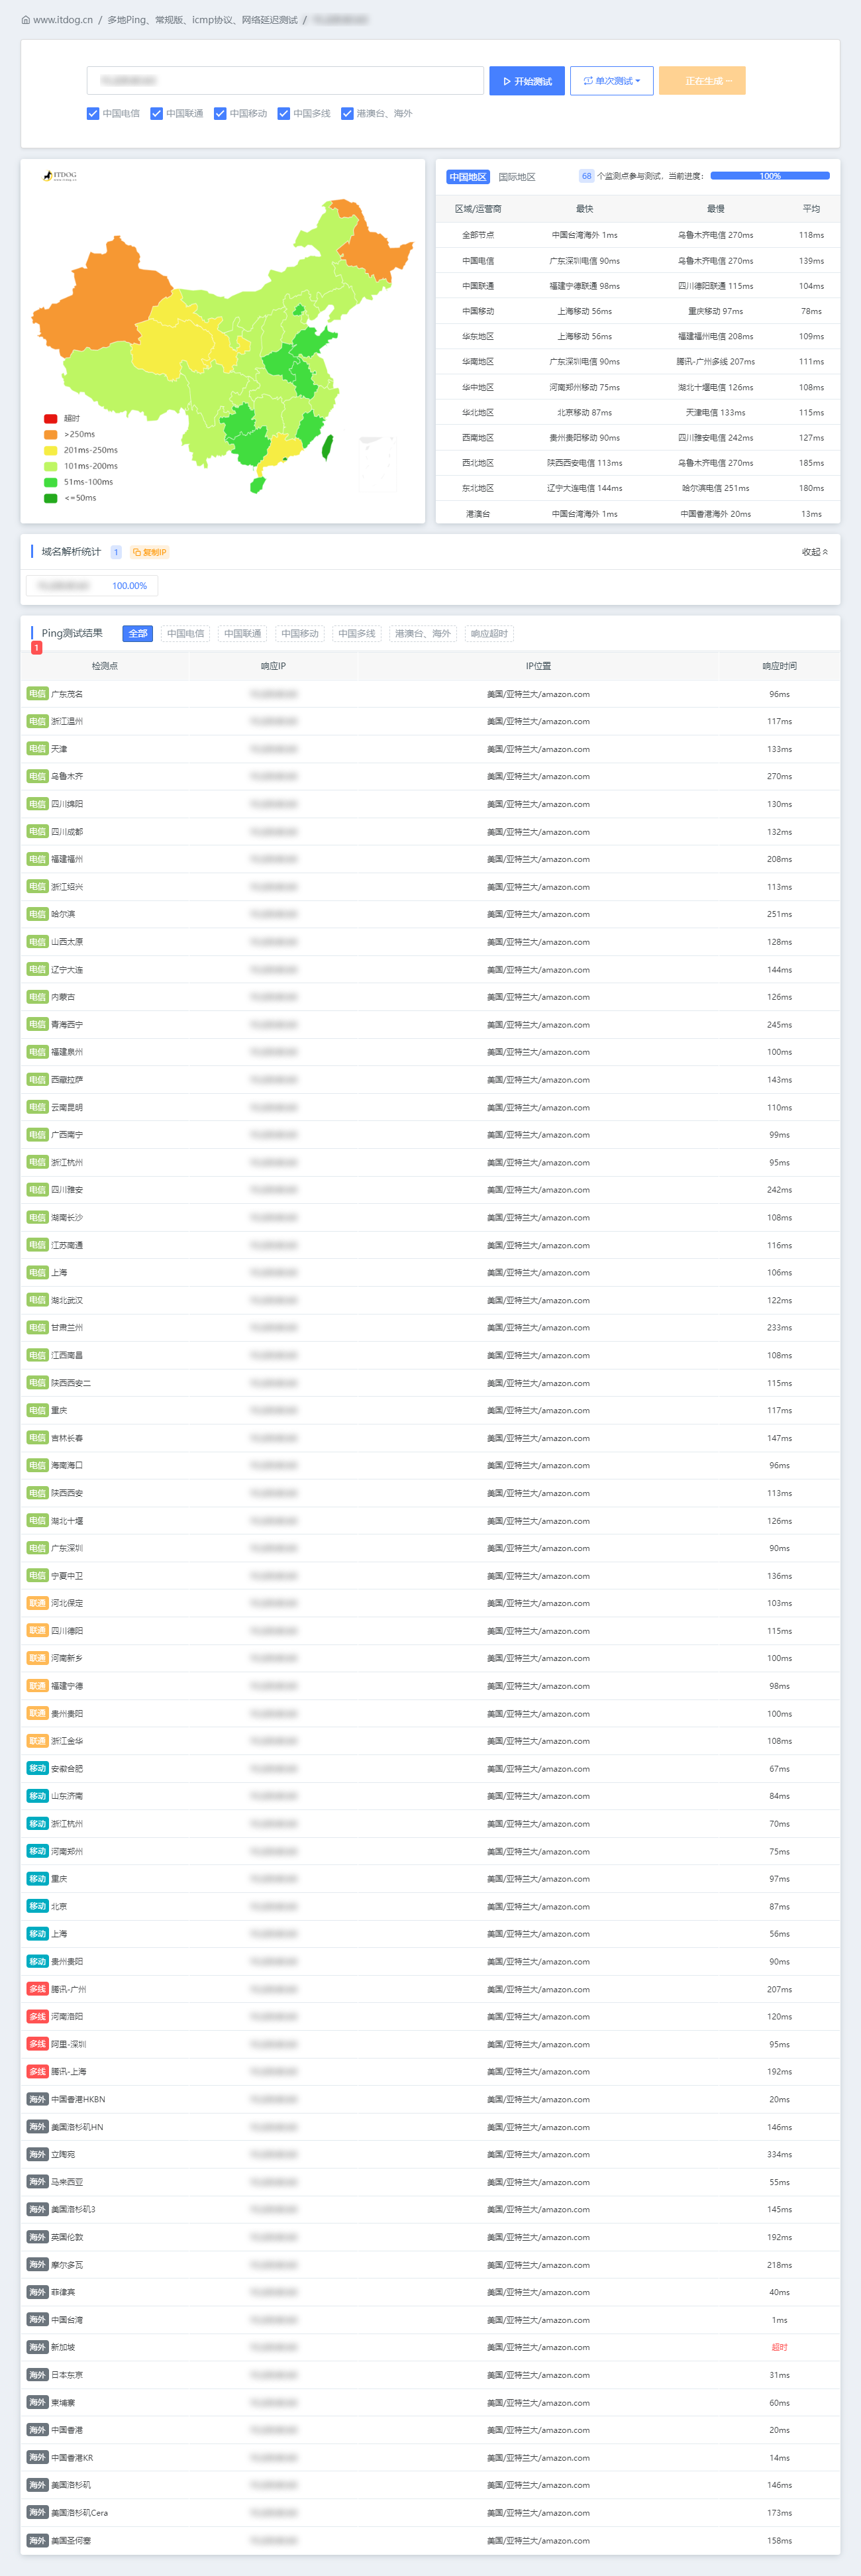 www.itdog.cn / 多地Ping、常规版、icmp协议、网络延迟测试 /
开始测试 单次测试 正在生成
中国电信 中国联通 中国移动 中国多线 港澳台、海外
ITDOG
超时
>250ms
201ms-250ms
101ms-200ms
51ms-100ms
<=50ms
中国地区 国际地区 68 个监测点参与测试，当前进度： 100%
区域/运营商 最快 最慢 平均
全部节点 中国台湾海外 1ms 乌鲁木齐电信 270ms 118ms
中国电信 广东深圳电信 90ms 乌鲁木齐电信 270ms 139ms
中国联通 福建宁德联通 98ms 四川德阳联通 115ms 104ms
中国移动 上海移动 56ms 重庆移动 97ms 78ms
华东地区 上海移动 56ms 福建福州电信 208ms 109ms
华南地区 广东深圳电信 90ms 腾讯-广州多线 207ms 111ms
华中地区 河南郑州移动 75ms 湖北十堰电信 126ms 108ms
华北地区 北京移动 87ms 天津电信 133ms 115ms
西南地区 贵州贵阳移动 90ms 四川雅安电信 242ms 127ms
西北地区 陕西西安电信 113ms 乌鲁木齐电信 270ms 185ms
东北地区 辽宁大连电信 144ms 哈尔滨电信 251ms 180ms
港澳台 中国台湾海外 1ms 中国香港海外 20ms 13ms
域名解析统计 1 复制IP 收起
100.00%
Ping测试结果 全部 中国电信 中国联通 中国移动 中国多线 港澳台、海外 响应超时
1
检测点 响应IP IP位置 响应时间
电信 广东茂名 美国/亚特兰大/amazon.com 96ms
电信 浙江温州 美国/亚特兰大/amazon.com 117ms
电信 天津 美国/亚特兰大/amazon.com 133ms
电信 乌鲁木齐 美国/亚特兰大/amazon.com 270ms
电信 四川绵阳 美国/亚特兰大/amazon.com 130ms
电信 四川成都 美国/亚特兰大/amazon.com 132ms
电信 福建福州 美国/亚特兰大/amazon.com 208ms
电信 浙江绍兴 美国/亚特兰大/amazon.com 113ms
电信 哈尔滨 美国/亚特兰大/amazon.com 251ms
电信 山西太原 美国/亚特兰大/amazon.com 128ms
电信 辽宁大连 美国/亚特兰大/amazon.com 144ms
电信 内蒙古 美国/亚特兰大/amazon.com 126ms
电信 青海西宁 美国/亚特兰大/amazon.com 245ms
电信 福建泉州 美国/亚特兰大/amazon.com 100ms
电信 西藏拉萨 美国/亚特兰大/amazon.com 143ms
电信 云南昆明 美国/亚特兰大/amazon.com 110ms
电信 广西南宁 美国/亚特兰大/amazon.com 99ms
电信 浙江杭州 美国/亚特兰大/amazon.com 95ms
电信 四川雅安 美国/亚特兰大/amazon.com 242ms
电信 湖南长沙 美国/亚特兰大/amazon.com 108ms
电信 江苏南通 美国/亚特兰大/amazon.com 116ms
电信 上海 美国/亚特兰大/amazon.com 106ms
电信 湖北武汉 美国/亚特兰大/amazon.com 122ms
电信 甘肃兰州 美国/亚特兰大/amazon.com 233ms
电信 江西南昌 美国/亚特兰大/amazon.com 108ms
电信 陕西西安二 美国/亚特兰大/amazon.com 115ms
电信 重庆 美国/亚特兰大/amazon.com 117ms
电信 吉林长春 美国/亚特兰大/amazon.com 147ms
电信 海南海口 美国/亚特兰大/amazon.com 96ms
电信 陕西西安 美国/亚特兰大/amazon.com 113ms
电信 湖北十堰 美国/亚特兰大/amazon.com 126ms
电信 广东深圳 美国/亚特兰大/amazon.com 90ms
电信 宁夏中卫 美国/亚特兰大/amazon.com 136ms
联通 河北保定 美国/亚特兰大/amazon.com 103ms
联通 四川德阳 美国/亚特兰大/amazon.com 115ms
联通 河南新乡 美国/亚特兰大/amazon.com 100ms
联通 福建宁德 美国/亚特兰大/amazon.com 98ms
联通 贵州贵阳 美国/亚特兰大/amazon.com 100ms
联通 浙江金华 美国/亚特兰大/amazon.com 108ms
移动 安徽合肥 美国/亚特兰大/amazon.com 67ms
移动 山东济南 美国/亚特兰大/amazon.com 84ms
移动 浙江杭州 美国/亚特兰大/amazon.com 70ms
移动 河南郑州 美国/亚特兰大/amazon.com 75ms
移动 重庆 美国/亚特兰大/amazon.com 97ms
移动 北京 美国/亚特兰大/amazon.com 87ms
移动 上海 美国/亚特兰大/amazon.com 56ms
移动 贵州贵阳 美国/亚特兰大/amazon.com 90ms
多线 腾讯-广州 美国/亚特兰大/amazon.com 207ms
多线 河南洛阳 美国/亚特兰大/amazon.com 120ms
多线 阿里-深圳 美国/亚特兰大/amazon.com 95ms
多线 腾讯-上海 美国/亚特兰大/amazon.com 192ms
海外 中国香港HKBN 美国/亚特兰大/amazon.com 20ms
海外 美国洛杉矶HN 美国/亚特兰大/amazon.com 146ms
海外 立陶宛 美国/亚特兰大/amazon.com 334ms
海外 马来西亚 美国/亚特兰大/amazon.com 55ms
海外 美国洛杉矶3 美国/亚特兰大/amazon.com 145ms
海外 英国伦敦 美国/亚特兰大/amazon.com 192ms
海外 摩尔多瓦 美国/亚特兰大/amazon.com 218ms
海外 菲律宾 美国/亚特兰大/amazon.com 40ms
海外 中国台湾 美国/亚特兰大/amazon.com 1ms
海外 新加坡 美国/亚特兰大/amazon.com 超时
海外 日本东京 美国/亚特兰大/amazon.com 31ms
海外 柬埔寨 美国/亚特兰大/amazon.com 60ms
海外 中国香港 美国/亚特兰大/amazon.com 20ms
海外 中国香港KR 美国/亚特兰大/amazon.com 14ms
海外 美国洛杉矶 美国/亚特兰大/amazon.com 146ms
海外 美国洛杉矶Cera 美国/亚特兰大/amazon.com 173ms
海外 美国圣何塞 美国/亚特兰大/amazon.com 158ms